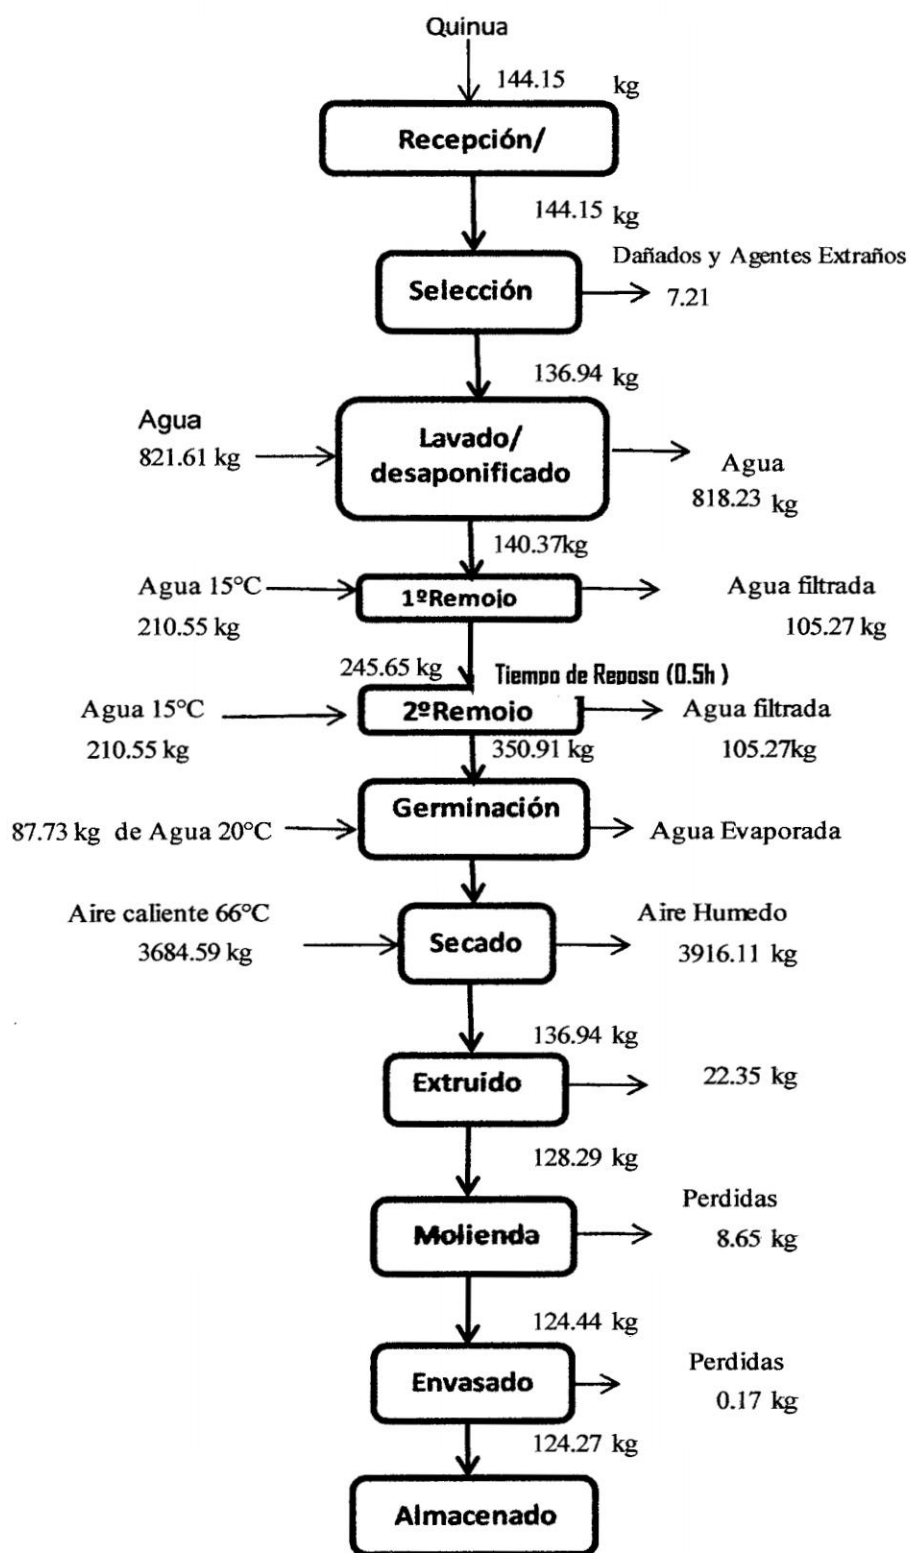 Quinua
144.15 kg
Recepción/
144.15 kg
Dañados y Agentes Extraños
Selección
7.21
136.94 kg
Agua
821.61 kg
Lavado/
desaponificado
Agua
818.23 kg
140.37kg
Agua 15°C
1ºRemojo
Agua filtrada
210.55 kg
105.27 kg
245.65 kg
Tiempo de Reposo (0.5h )
Agua 15°C
2ºRemojo
Agua filtrada
210.55 kg
350.91 kg
105.27kg
Germinación
87.73 kg de Agua 20°C
Agua Evaporada
Aire caliente 66°C
Aire Humedo
3684.59 kg
Secado
3916.11 kg
136.94 kg
Extruido
22.35 kg
128.29 kg
Perdidas
Molienda
8.65 kg
124.44 kg
Perdidas
Envasado
0.17 kg
124.27 kg
Almacenado